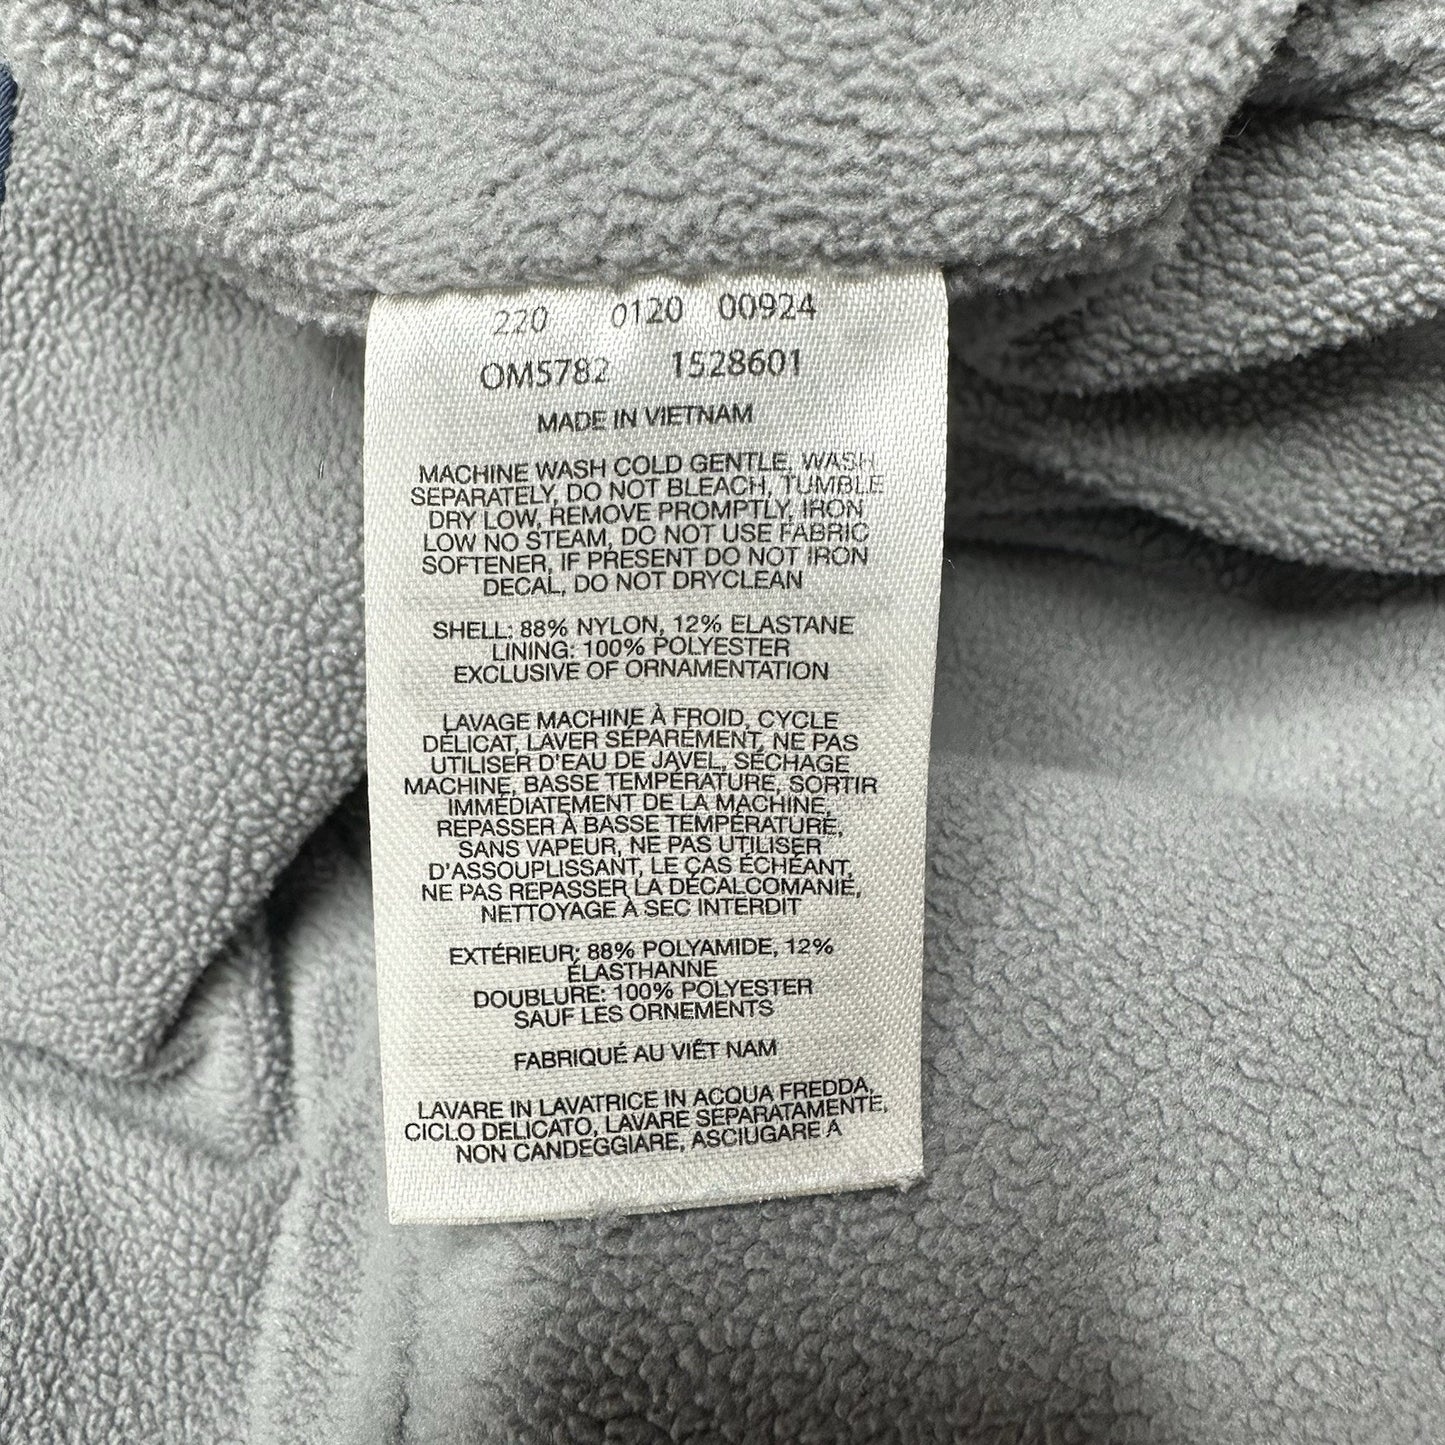 220 0120 00924
OM5782 1528601
MADE IN VIETNAM
MACHINE WASH COLD GENTLE, WASH
SEPARATELY, DO NOT BLEACH, TUMBLE
DRY LOW, REMOVE PROMPTLY, IRON
LOW NO STEAM, DO NOT USE FABRIC
SOFTENER, IF PRESENT DO NOT IRON
DECAL, DO NOT DRYCLEAN
SHELL: 88% NYLON, 12% ELASTANE
LINING: 100% POLYESTER
EXCLUSIVE OF ORNAMENTATION
LAVAGE MACHINE À FROID, CYCLE
DÉLICAT, LAVER SÉPARÉMENT, NE PAS
UTILISER D'EAU DE JAVEL, SÉCHAGE
MACHINE, BASSE TEMPÉRATURE, SORTIR
IMMÉDIATEMENT DE LA MACHINE,
REPASSER À BASSE TEMPÉRATURE,
SANS VAPEUR, NE PAS UTILISER
D'ASSOUPLISSANT, LE CAS ÉCHÉANT,
NE PAS REPASSER LA DÉCALCOMANIE,
NETTOYAGE À SEC INTERDIT
EXTÉRIEUR: 88% POLYAMIDE, 12%
ÉLASTHANNE
DOUBLURE: 100% POLYESTER
SAUF LES ORNEMENTS
FABRIQUÉ AU VIÊT NAM
LAVARE IN LAVATRICE IN ACQUA FREDDA,
CICLO DELICATO, LAVARE SEPARATAMENTE,
NON CANDEGGIARE, ASCIUGARE A